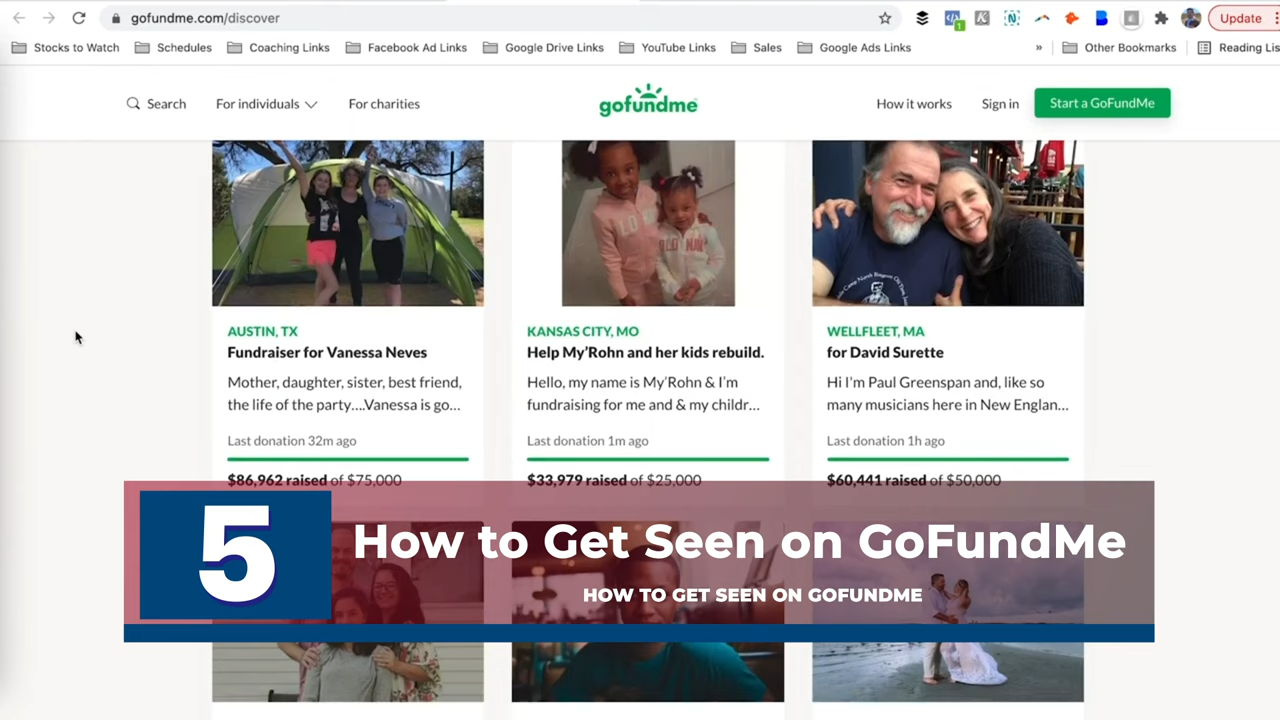 gofundme.com/discover
1
Update
Stocks to Watch
Schedules
Coaching Links
Facebook Ad Links
Google Drive Links
YouTube Links
Sales
Google Ads Links
»
Other Bookmarks
Reading Lis
Search
For individuals
For charities
gofundme
How it works
Sign in
Start a GoFundMe
AUSTIN, TX
Fundraiser for Vanessa Neves
Mother, daughter, sister, best friend,
the life of the party....Vanessa is go...
Last donation 32m ago
$86,962 raised of $75,000
KANSAS CITY, MO
Help My'Rohn and her kids rebuild.
Hello, my name is My'Rohn & I'm
fundraising for me and & my childr...
Last donation 1m ago
$33,979 raised of $25,000
WELLFLEET, MA
for David Surette
Hi I'm Paul Greenspan and, like so
many musicians here in New Englan...
Last donation 1h ago
$60,441 raised of $50,000
5
How to Get Seen on GoFundMe
HOW TO GET SEEN ON GOFUNDME